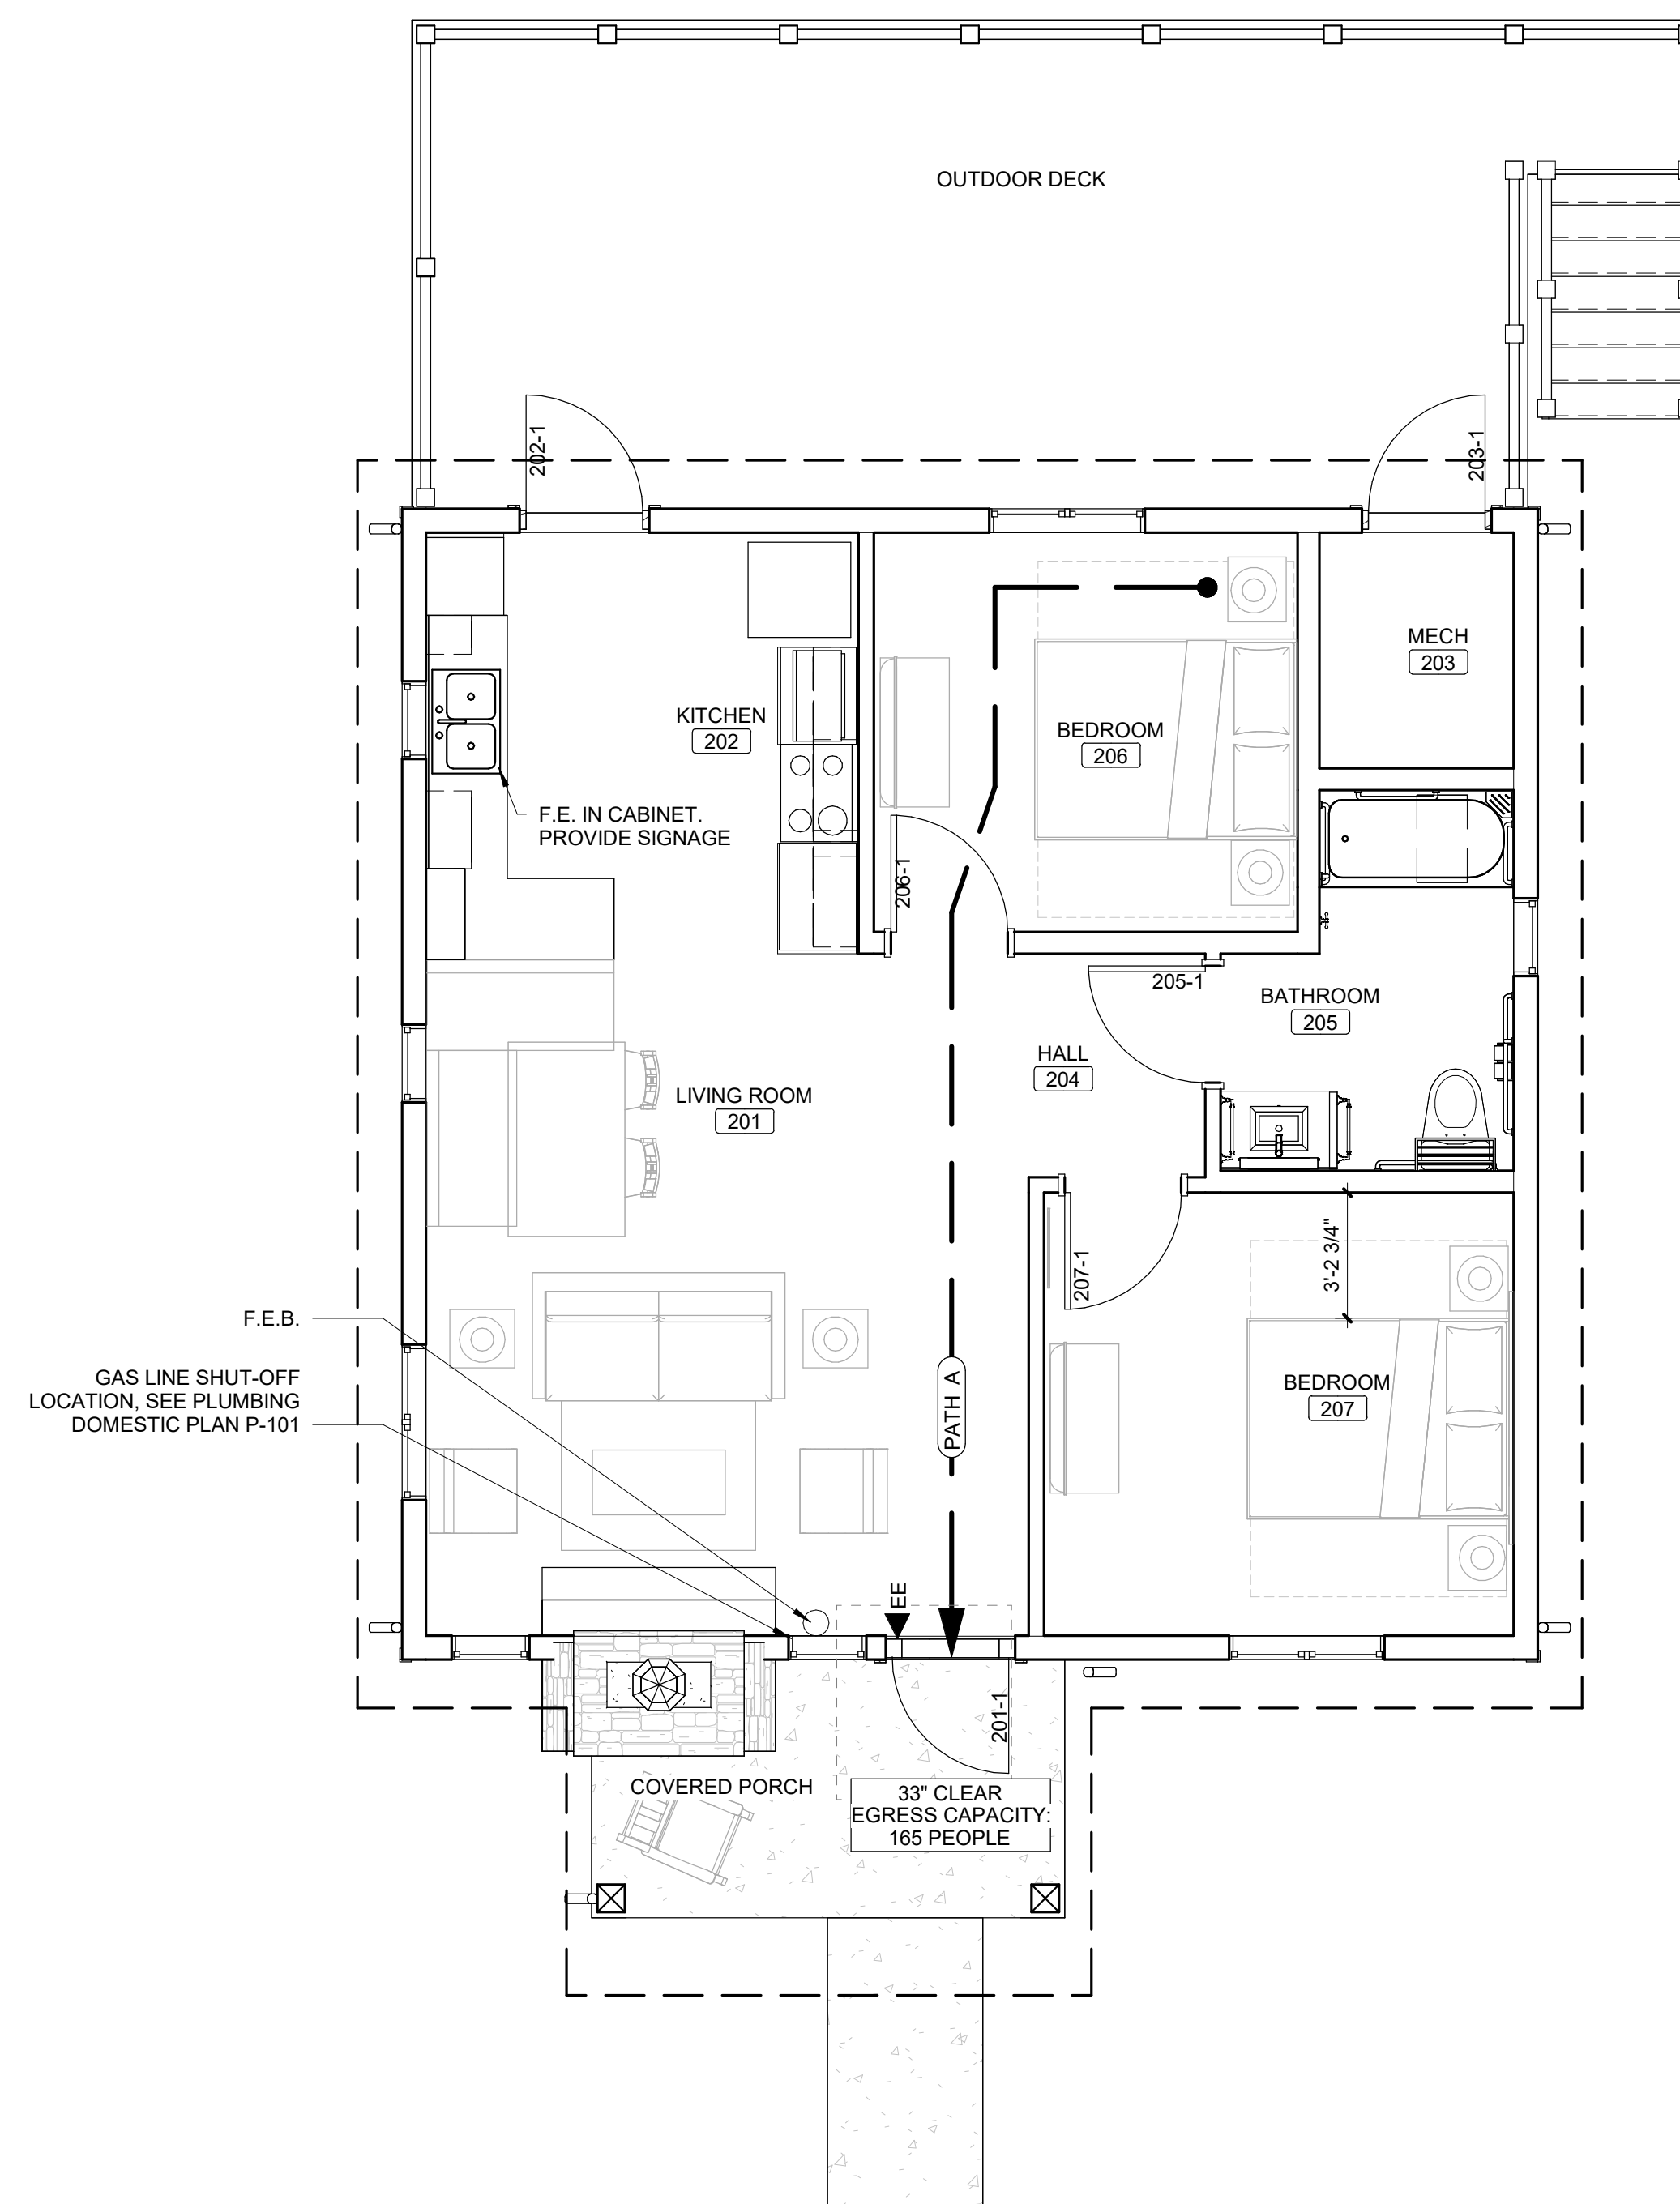 OUTDOOR DECK
202-1
203-1
MECH
203
KITCHEN
202
BEDROOM
206
F.E. IN CABINET.
PROVIDE SIGNAGE
206-1
205-1
BATHROOM
205
HALL
204
LIVING ROOM
201
207-1
3'-2 3/4"
F.E.B.
GAS LINE SHUT-OFF
LOCATION, SEE PLUMBING
DOMESTIC PLAN P-101
PATH A
BEDROOM
207
EE
201-1
COVERED PORCH
33" CLEAR
EGRESS CAPACITY:
165 PEOPLE